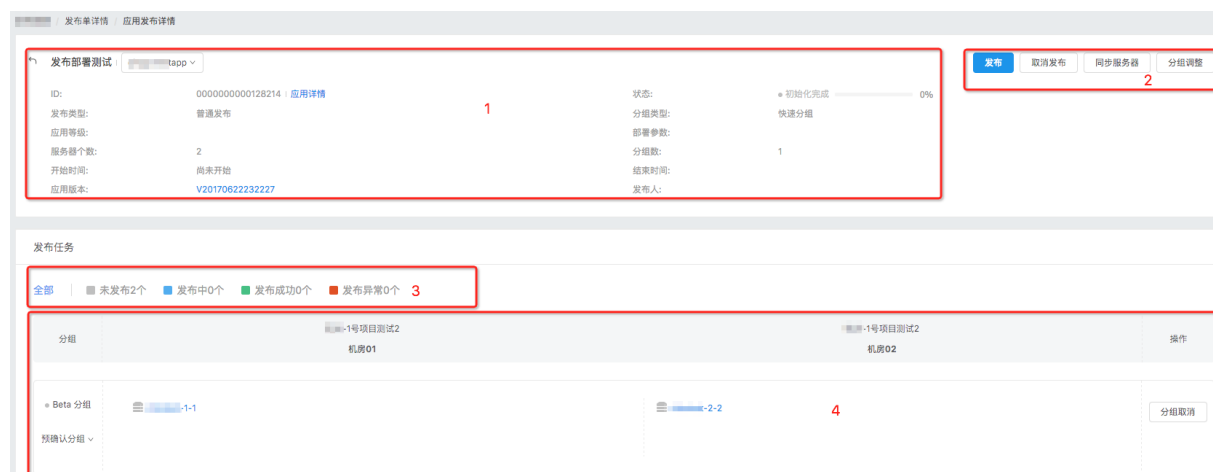 / 发布单详情 / 应用发布详情
发布部署测试 tapp
发布 取消发布 同步服务器 分组调整
2
ID: 0000000000128214 应用详情 状态: 初始化完成 0%
1
发布类型: 普通发布 分组类型: 快速分组
应用等级: 部署参数:
服务器个数: 2 分组数: 1
开始时间: 尚未开始 结束时间:
应用版本: V20170622232227 发布人:
发布任务
全部 未发布2个 发布中0个 发布成功0个 发布异常0个 3
分组 -1号项目测试2 -1号项目测试2 操作
机房01 机房02
Beta 分组 -1-1 -2-2 4 分组取消
预确认分组